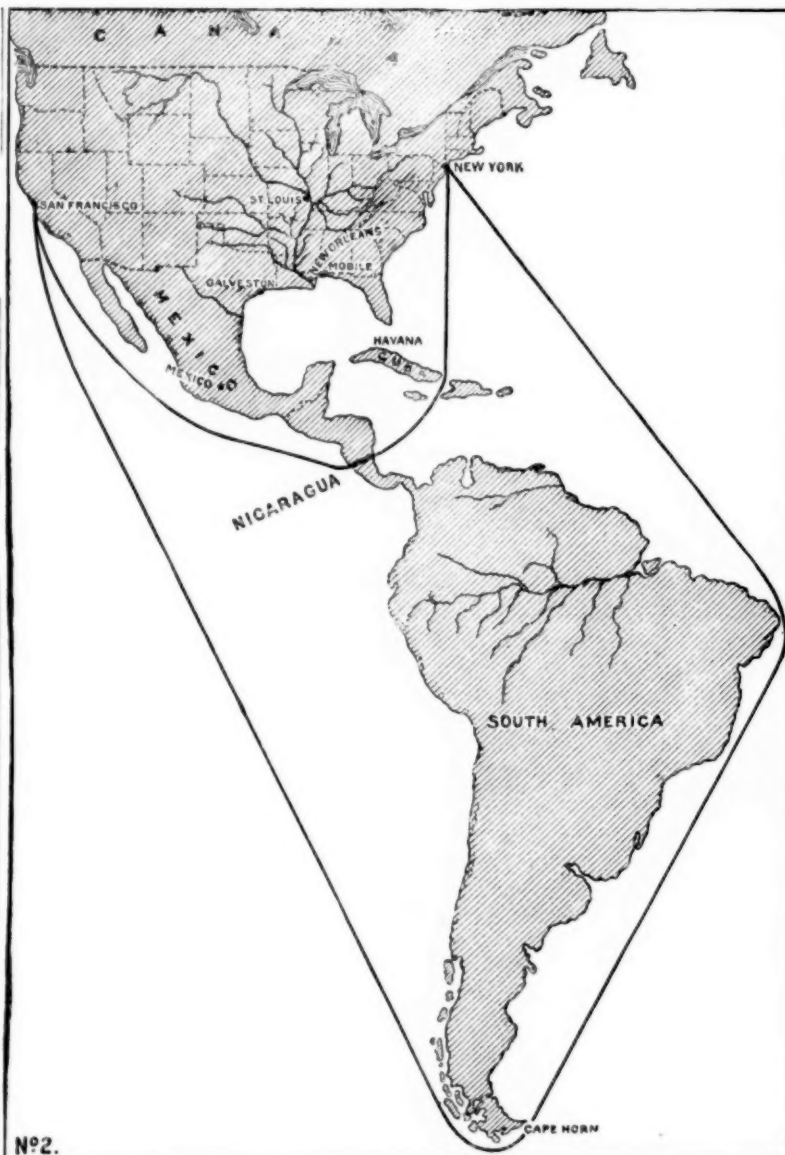 C A N A
NEW YORK
SAN FRANCISCO
ST. LOUIS
NEW ORLEANS
MOBILE
GALVESTON
MEXICO
HAVANA
CUBA
MEXICO
NICARAGUA
SOUTH AMERICA
CAPE HORN
Nº2.